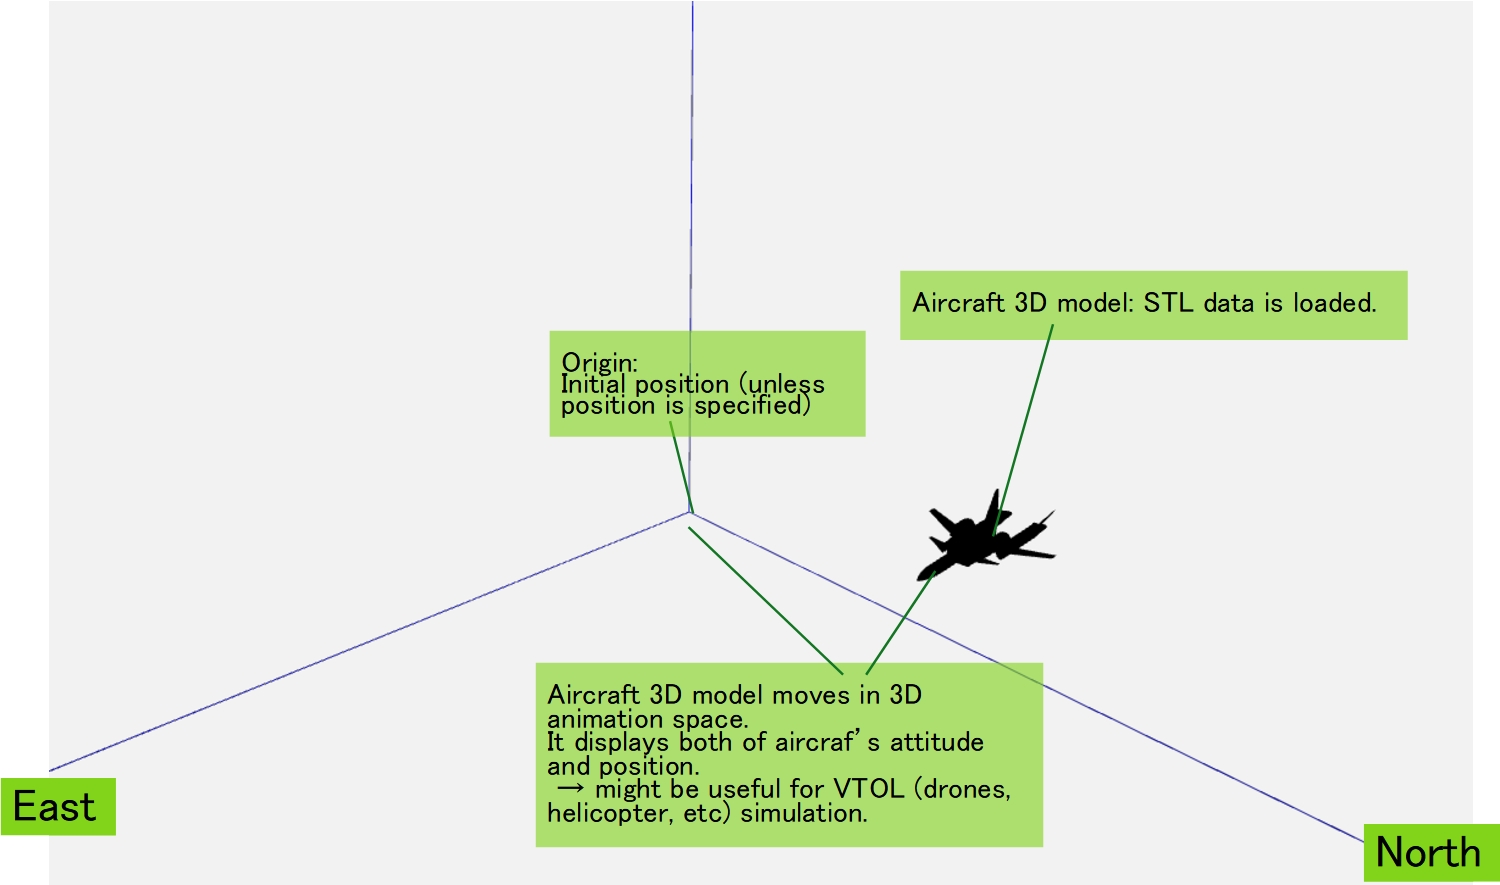 Aircraft 3D model: STL data is loaded.
Origin:
Initial position (unless
position is specified)
Aircraft 3D model moves in 3D
animation space.
It displays both of aircraf’s attitude
and position.
→ might be useful for VTOL (drones,
helicopter, etc) simulation.
East
North